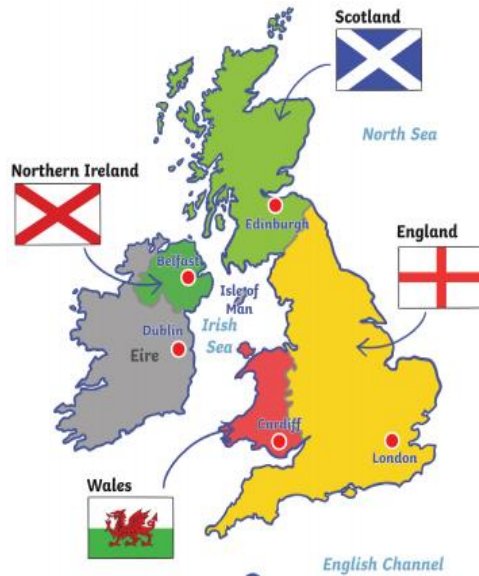 Scotland
North Sea
Northern Ireland
Edinburgh
England
Belfast
Isle of
Man
Irish
Sea
Dublin
Eire
Cardiff
London
Wales
English Channel